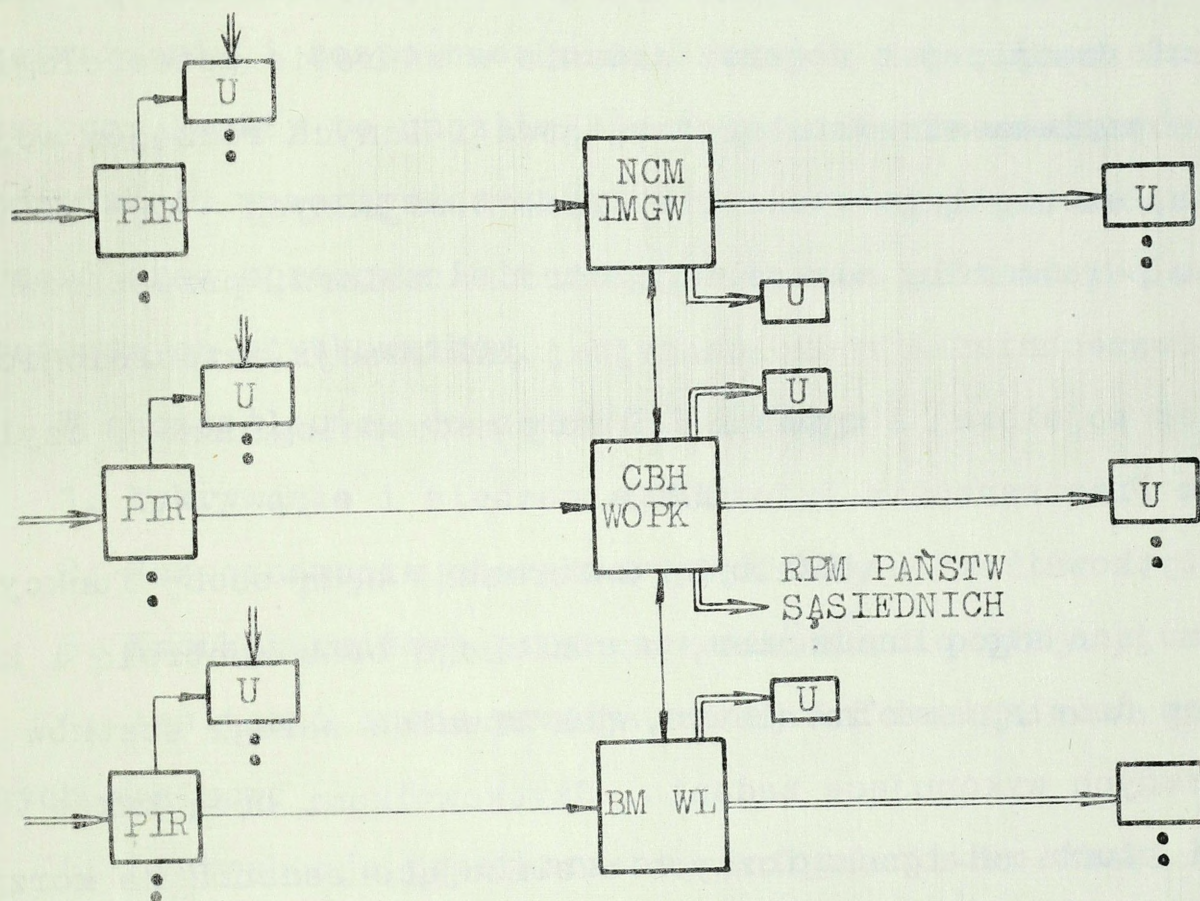 U
PIR
NCM
IMGW
U
U
U
U
PIR
CBH
WOPK
U
RPM PAŃSTW
SĄSIEDNICH
U
U
PIR
BM WL